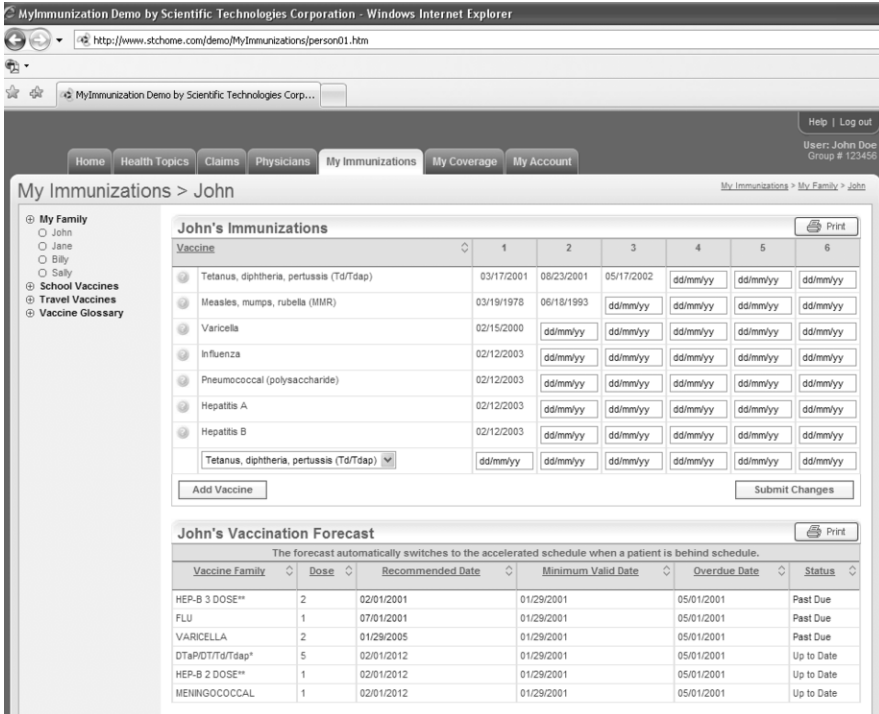 MyImmunization Demo by Scientific Technologies Corporation - Windows Internet Explorer
http://www.stchome.com/demo/MyImmunizations/person01.htm
MyImmunization Demo by Scientific Technologies Corp...
Help | Log out
User: John Doe
Group # 123456
Home Health Topics Claims Physicians My Immunizations My Coverage My Account
My Immunizations > John
My Immunizations > My Family > John
My Family
John
Jane
Billy
Sally
School Vaccines
Travel Vaccines
Vaccine Glossary
John's Immunizations Print
Vaccine 1 2 3 4 5 6
Tetanus, diphtheria, pertussis (Td/Tdap) 03/17/2001 08/23/2001 05/17/2002 dd/mm/yy dd/mm/yy dd/mm/yy
Measles, mumps, rubella (MMR) 03/19/1978 06/18/1993 dd/mm/yy dd/mm/yy dd/mm/yy dd/mm/yy
Varicella 02/15/2000 dd/mm/yy dd/mm/yy dd/mm/yy dd/mm/yy dd/mm/yy
Influenza 02/12/2003 dd/mm/yy dd/mm/yy dd/mm/yy dd/mm/yy dd/mm/yy
Pneumococcal (polysaccharide) 02/12/2003 dd/mm/yy dd/mm/yy dd/mm/yy dd/mm/yy dd/mm/yy
Hepatitis A 02/12/2003 dd/mm/yy dd/mm/yy dd/mm/yy dd/mm/yy dd/mm/yy
Hepatitis B 02/12/2003 dd/mm/yy dd/mm/yy dd/mm/yy dd/mm/yy dd/mm/yy
Tetanus, diphtheria, pertussis (Td/Tdap) dd/mm/yy dd/mm/yy dd/mm/yy dd/mm/yy dd/mm/yy dd/mm/yy
Add Vaccine Submit Changes
John's Vaccination Forecast Print
The forecast automatically switches to the accelerated schedule when a patient is behind schedule.
Vaccine Family Dose Recommended Date Minimum Valid Date Overdue Date Status
HEP-B 3 DOSE** 2 02/01/2001 01/29/2001 05/01/2001 Past Due
FLU 1 07/01/2001 01/29/2001 05/01/2001 Past Due
VARICELLA 2 01/29/2005 01/29/2001 05/01/2001 Past Due
DTaP/DT/Td/Tdap* 5 02/01/2012 01/29/2001 05/01/2001 Up to Date
HEP-B 2 DOSE** 1 02/01/2012 01/29/2001 05/01/2001 Up to Date
MENINGOCOCCAL 1 02/01/2012 01/29/2001 05/01/2001 Up to Date